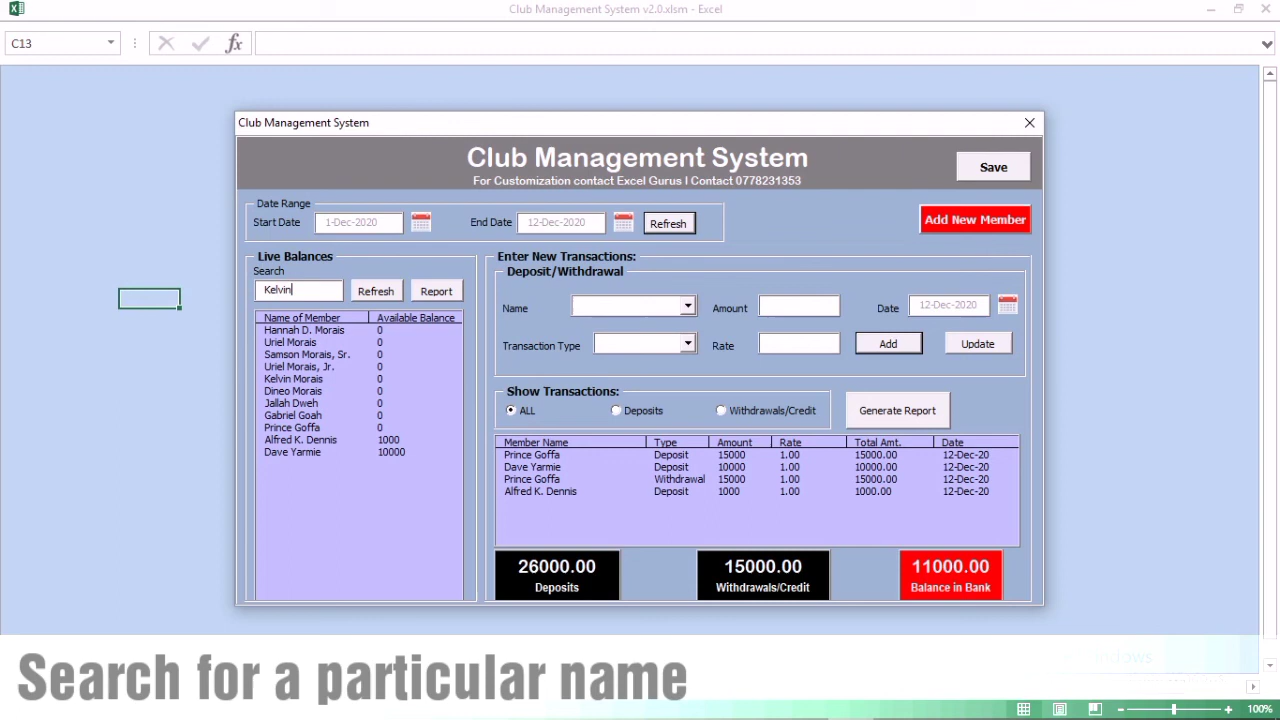 Club Management System v2.0.xlsm - Excel
C13
fx
Club Management System
Club Management System
For Customization contact Excel Gurus I Contact 0778231353
Save
Date Range
Start Date 1-Dec-2020 End Date 12-Dec-2020 Refresh
Add New Member
Live Balances
Search
Kelvin Refresh Report
Name of Member Available Balance
Hannah D. Morais 0
Uriel Morais 0
Samson Morais, Sr. 0
Uriel Morais, Jr. 0
Kelvin Morais 0
Dineo Morais 0
Jallah Dweh 0
Gabriel Goah 0
Prince Goffa 0
Alfred K. Dennis 1000
Dave Yarmie 10000
Enter New Transactions:
Deposit/Withdrawal
Name Amount Date 12-Dec-2020
Transaction Type Rate Add Update
Show Transactions:
ALL Deposits Withdrawals/Credit Generate Report
Member Name Type Amount Rate Total Amt. Date
Prince Goffa Deposit 15000 1.00 15000.00 12-Dec-20
Dave Yarmie Deposit 10000 1.00 10000.00 12-Dec-20
Prince Goffa Withdrawal 15000 1.00 15000.00 12-Dec-20
Alfred K. Dennis Deposit 1000 1.00 1000.00 12-Dec-20
26000.00 15000.00 11000.00
Deposits Withdrawals/Credit Balance in Bank
Search for a particular name
100%